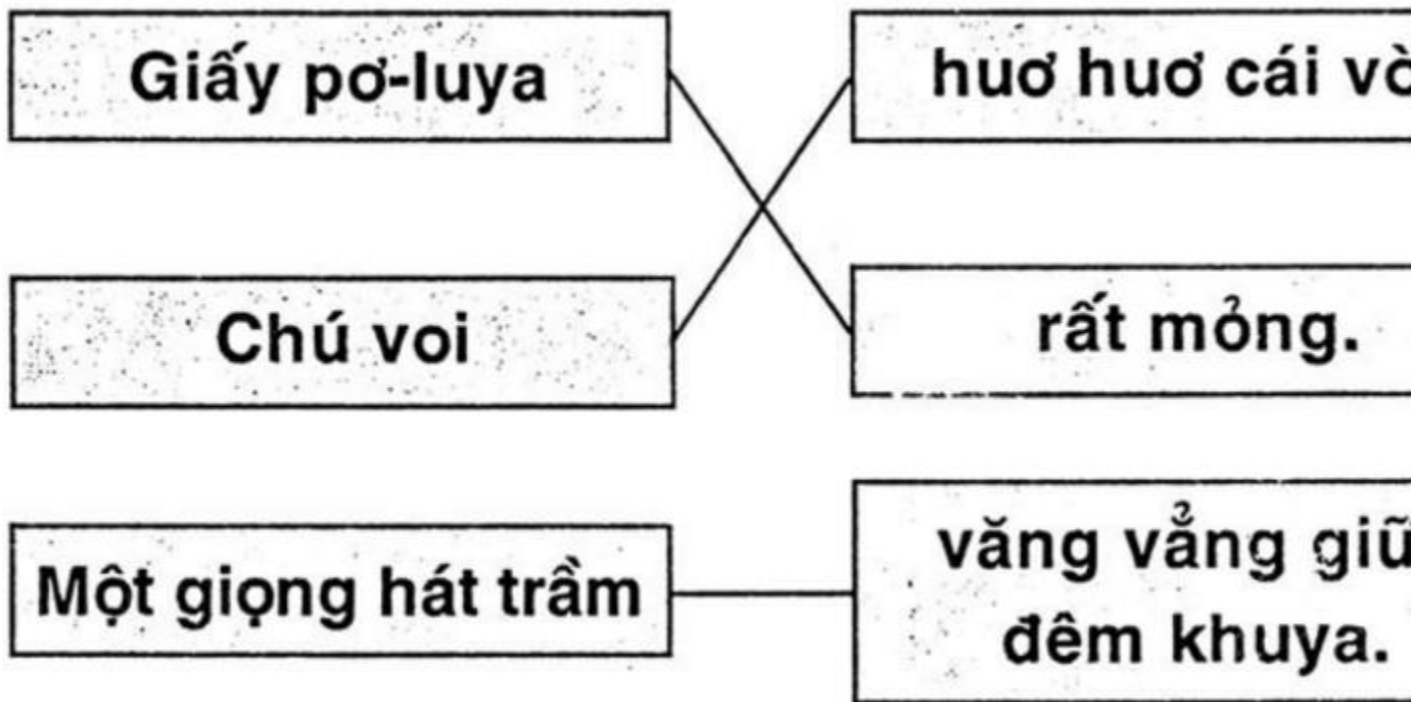 Giấy pơ-luya
huơ huơ cái
Chú voi
rất mỏng.
Một giọng hát trầm
văng vẳng
đêm khuya.